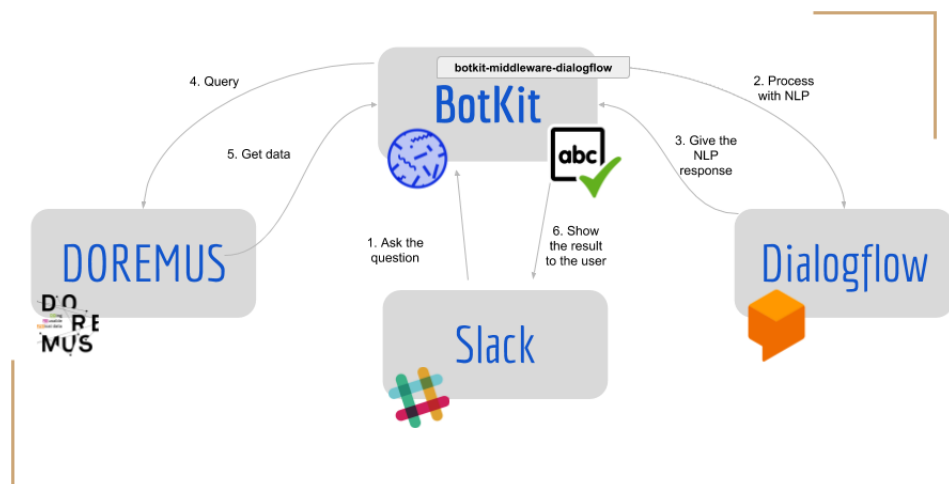 4. Query
botkit-middleware-dialogflow
BotKit
2. Process
with NLP
5. Get data
abc
3. Give the
NLP
response
DOREMUS
1. Ask the
question
6. Show
the result
to the user
Dialogflow
DO
RE
MUS
Slack